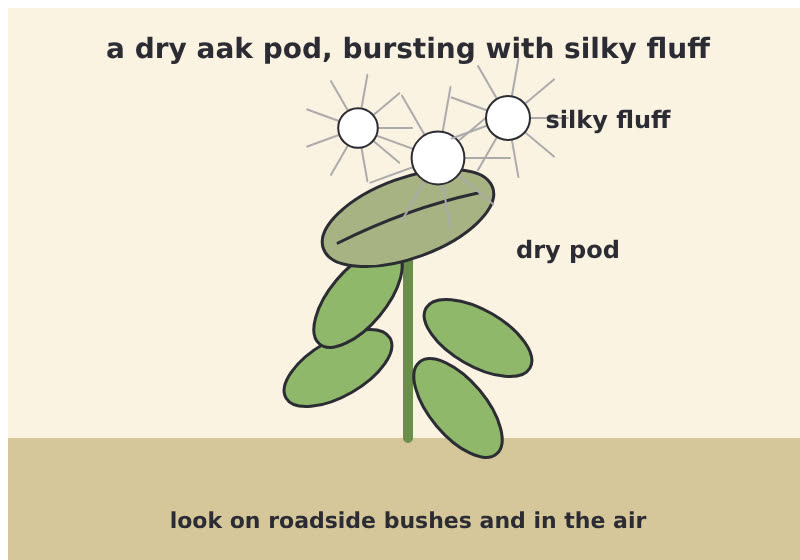 a dry aak pod, bursting with silky fluff
silky fluff
dry pod
look on roadside bushes and in the air